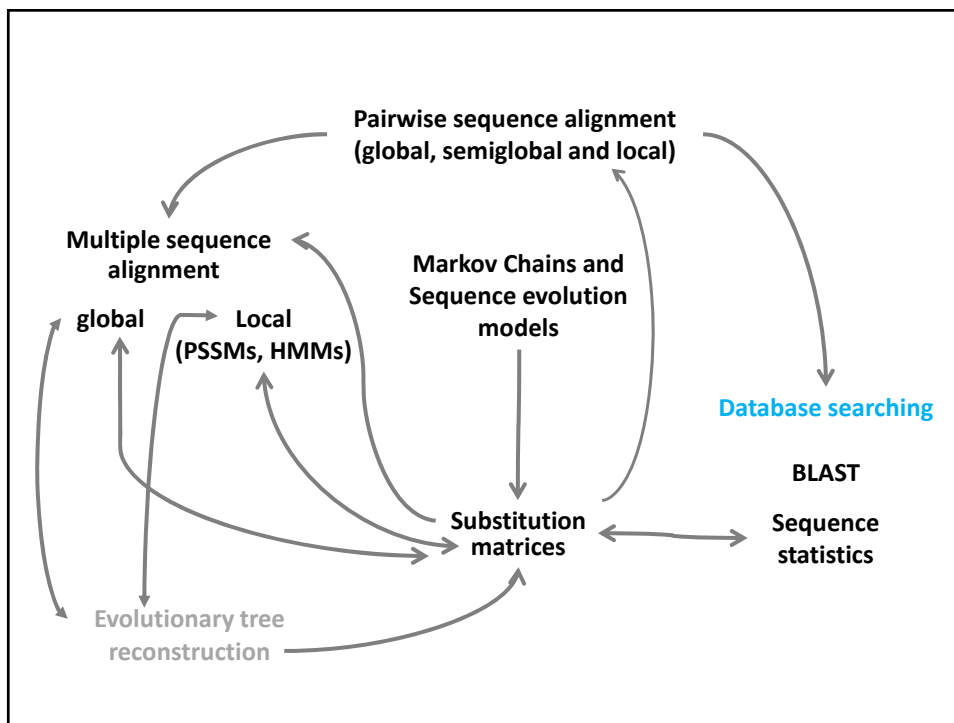 Pairwise sequence alignment
(global, semiglobal and local)
Multiple sequence
alignment
global
Local
(PSSMs, HMMs)
Markov Chains and
Sequence evolution
models
Database searching
BLAST
Sequence
statistics
Substitution
matrices
Evolutionary tree
reconstruction